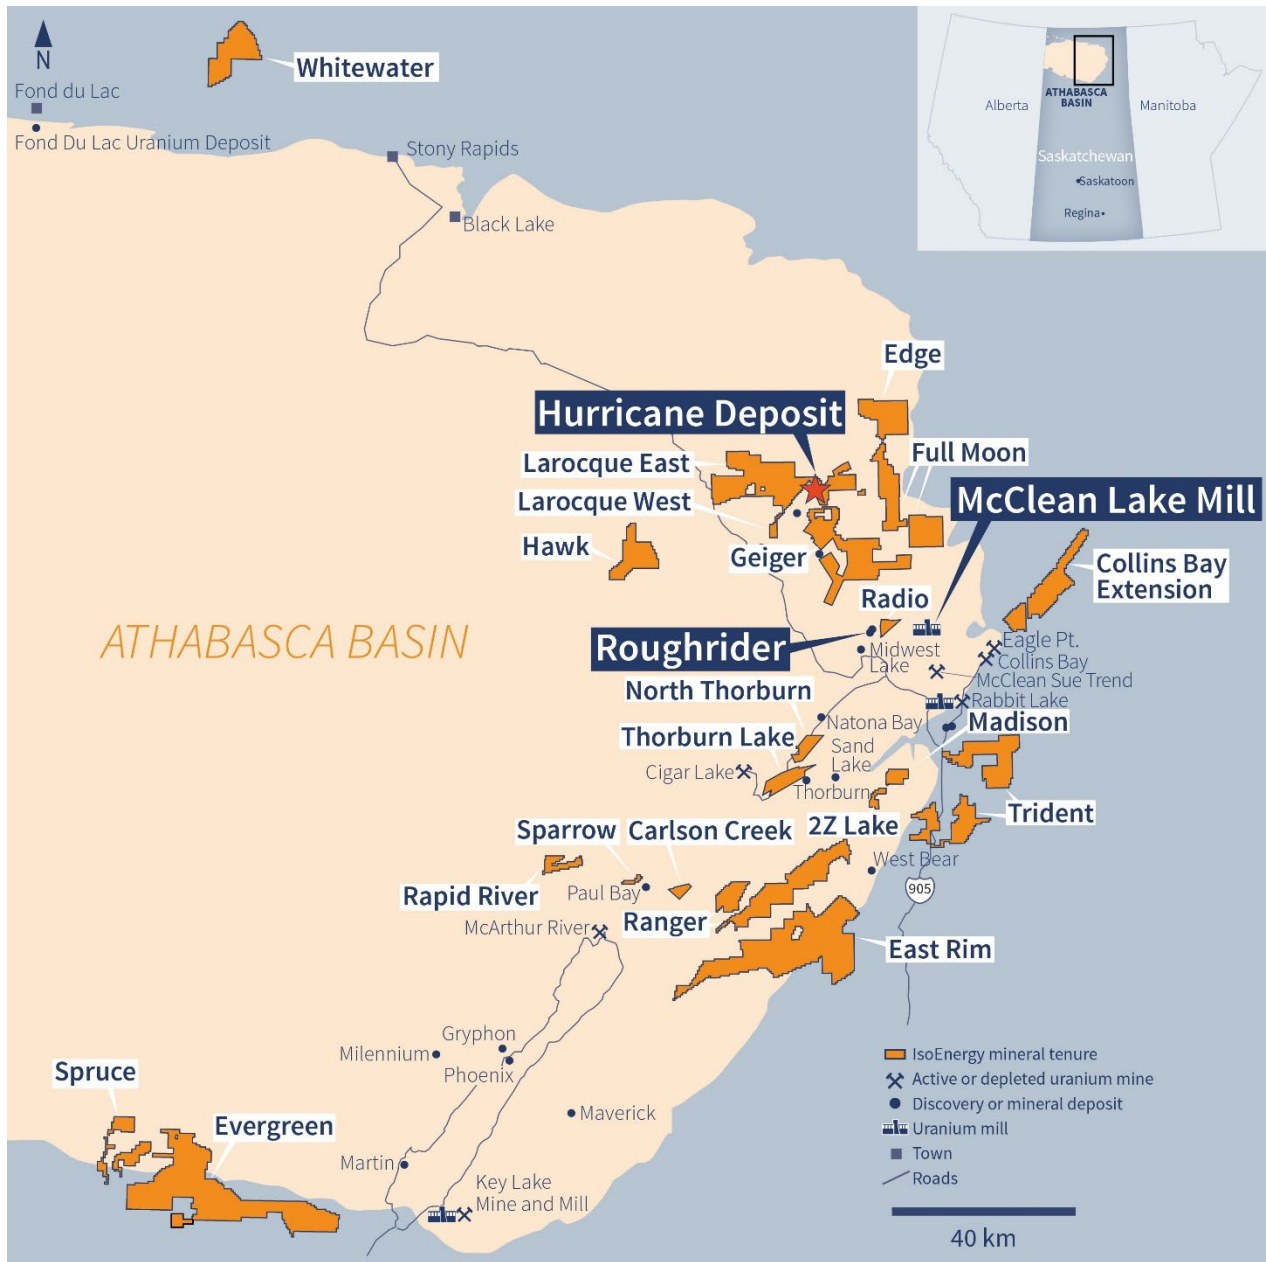 N
Whitewater
Fond du Lac
Fond Du Lac Uranium Deposit
Stony Rapids
Black Lake
Alberta
ATHABASCA
BASIN
Manitoba
Saskatchewan
Saskatoon
Regina
Edge
Hurricane Deposit
Full Moon
Larocque East
Larocque West
McClean Lake Mill
Hawk
Geiger
Collins Bay
Extension
Radio
ATHABASCA BASIN
Roughrider
Midwest
Lake
Eagle Pt.
Collins Bay
McClean Sue Trend
North Thorburn
Rabbit Lake
Natona Bay
Madison
Thorburn Lake
Sand
Lake
Cigar Lake
Thorburn
Trident
Sparrow
Carlson Creek
2Z Lake
West Bear
Rapid River
Paul Bay
905
McArthur River
Ranger
East Rim
Gryphon
Milennium
Phoenix
Spruce
Maverick
Evergreen
Martin
Key Lake
Mine and Mill
IsoEnergy mineral tenure
Active or depleted uranium mine
Discovery or mineral deposit
Uranium mill
Town
Roads
40 km